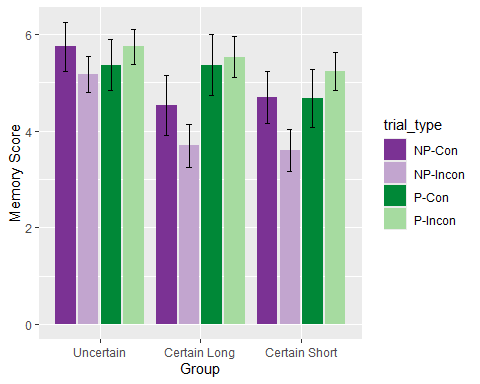 6
4
2
0
Memory Score
Uncertain
Certain Long
Certain Short
Group
trial_type
NP-Con
NP-Incon
P-Con
P-Incon